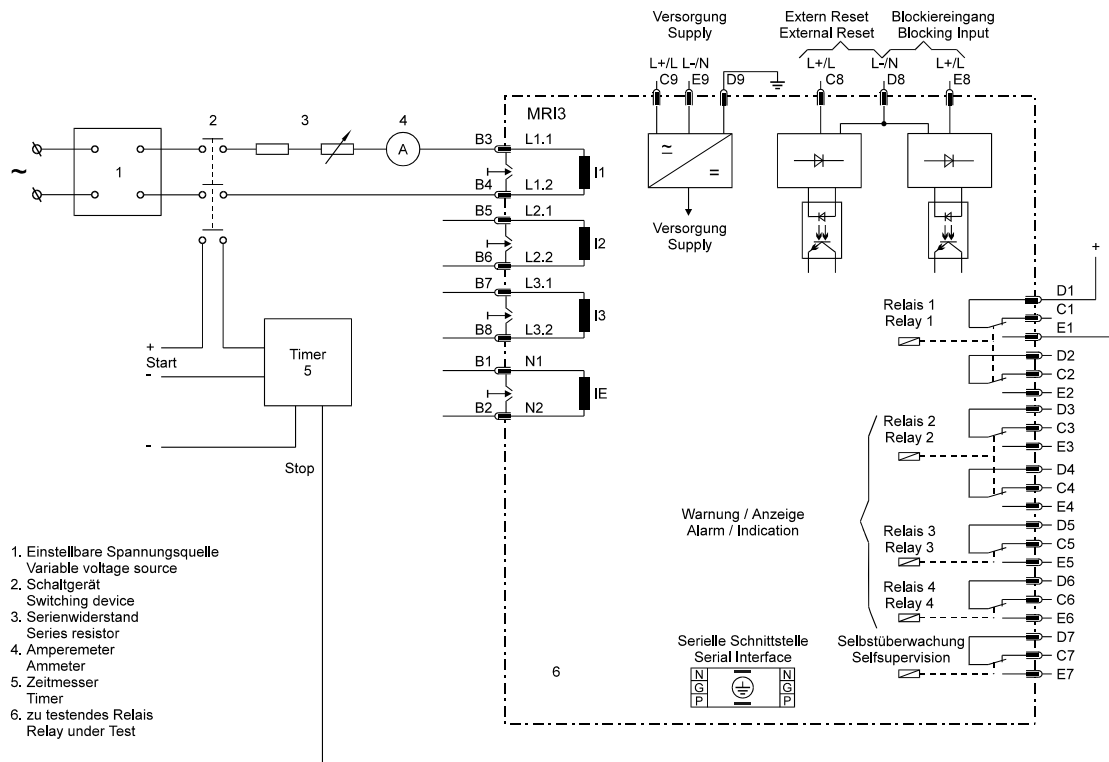 Versorgung
Supply
Extern Reset
External Reset
Blockiereingang
Blocking Input
L+/L L-/N
C9 E9 D9
L+/L L-/N L+/L
C8 D8 E8
MRI3
~
1
2
3
4
A
B3 L1.1
I1
B4 L1.2
B5 L2.1
I2
B6 L2.2
B7 L3.1
I3
B8 L3.2
B1 N1
IE
B2 N2
~
=
Versorgung
Supply
+
Start
-
-
Timer
5
Stop
+
Relais 1
Relay 1
D1
C1
E1
D2
C2
E2
Relais 2
Relay 2
D3
C3
E3
D4
C4
E4
Warnung / Anzeige
Alarm / Indication
Relais 3
Relay 3
D5
C5
E5
Relais 4
Relay 4
D6
C6
E6
Selbstüberwachung
Selfsupervision
D7
C7
E7
Serielle Schnittstelle
Serial Interface
N N
G G
P P
6
1. Einstellbare Spannungsquelle
Variable voltage source
2. Schaltgerät
Switching device
3. Serienwiderstand
Series resistor
4. Amperemeter
Ammeter
5. Zeitmesser
Timer
6. zu testendes Relais
Relay under Test